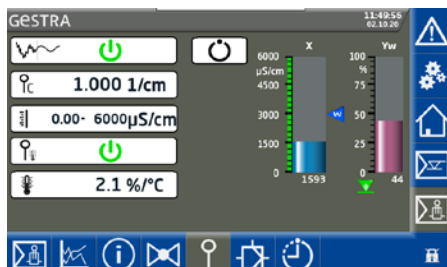 GESTRA
11:49:56
02.10.20
C
1.000 1/cm
0.00- 6000µS/cm
2.1 %/°C
X
Yw
6000
µS/cm
4500
3000
1500
0
1593
W
100
%
75
50
25
0
44